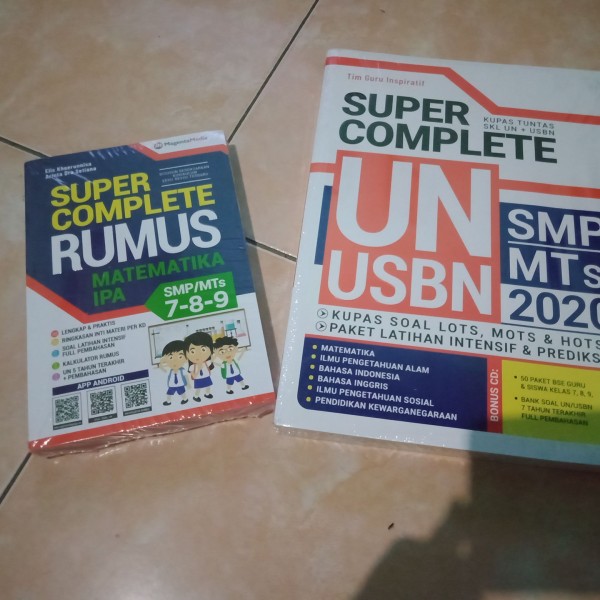 MagentaMedia
Elis Khoerunnina
SUPER
COMPLETE
RUMUS
MATEMATIKA
IPA
SMP/MTs
7-8-9
LENGKAP & PRAKTIS
RINGKASAN INTI MATERI PER KD
SOAL LATIHAN INTENSIF
FULL PEMBAHASAN
KALKULATOR RUMUS
UN 5 TAHUN TERAKHIR
+ PEMBAHASAN
APP ANDROID
Tim Guru Inspiratif
SUPER
COMPLETE
KUPAS TUNTAS
SKL UN + USBN
UN
USBN
SMP
MTs
2020
KUPAS SOAL LOTS, MOTS & HOTS
PAKET LATIHAN INTENSIF & PREDIKS
MATEMATIKA
ILMU PENGETAHUAN ALAM
BAHASA INDONESIA
BAHASA INGGRIS
ILMU PENGETAHUAN SOSIAL
PENDIDIKAN KEWARGANEGARAAN
BONUS CD:
50 PAKET BSE GURU
& SISWA KELAS 7, 8, 9,
BANK SOAL UN/USBN
7 TAHUN TERAKHIR
FULL PEMBAHASAN